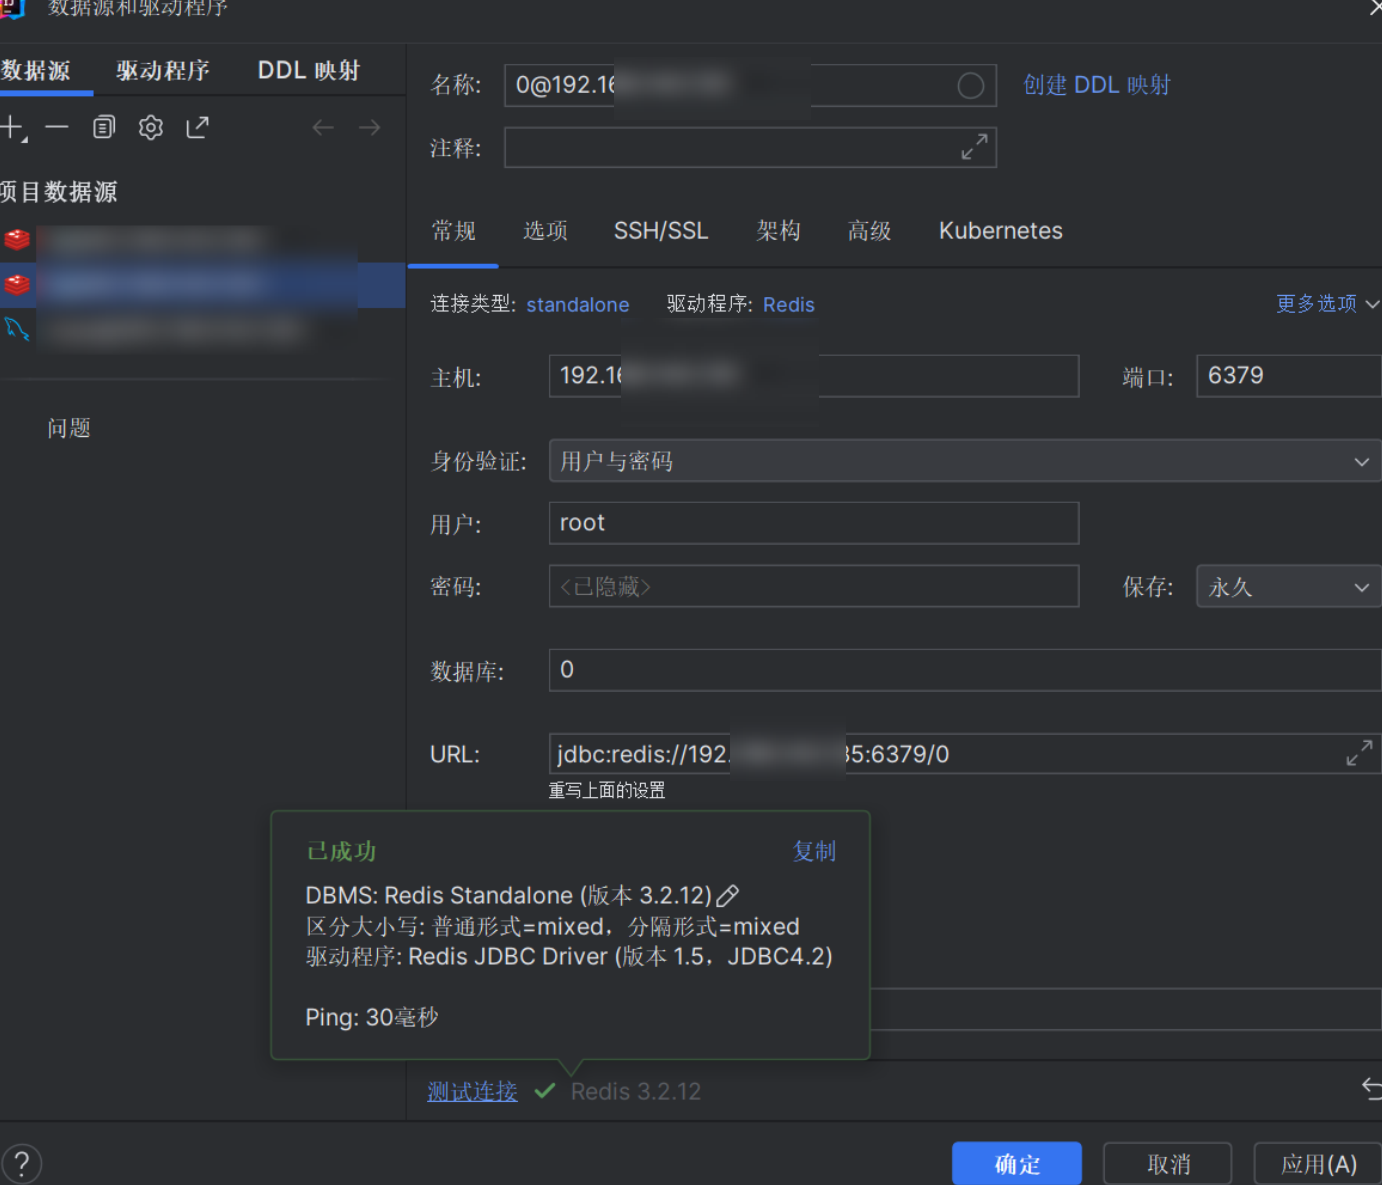 数据源和驱动程序
数据源 驱动程序 DDL 映射
名称: 0@192.16 创建 DDL 映射
注释:
项目数据源
常规 选项 SSH/SSL 架构 高级 Kubernetes
连接类型: standalone 驱动程序: Redis 更多选项
主机: 192.16 端口: 6379
问题
身份验证: 用户与密码
用户: root
密码: <已隐藏> 保存: 永久
数据库: 0
URL: jdbc:redis://192. 35:6379/0
重写上面的设置
已成功 复制
DBMS: Redis Standalone (版本 3.2.12)
区分大小写: 普通形式=mixed，分隔形式=mixed
驱动程序: Redis JDBC Driver (版本 1.5，JDBC4.2)
Ping: 30毫秒
测试连接 Redis 3.2.12
? 确定 取消 应用(A)